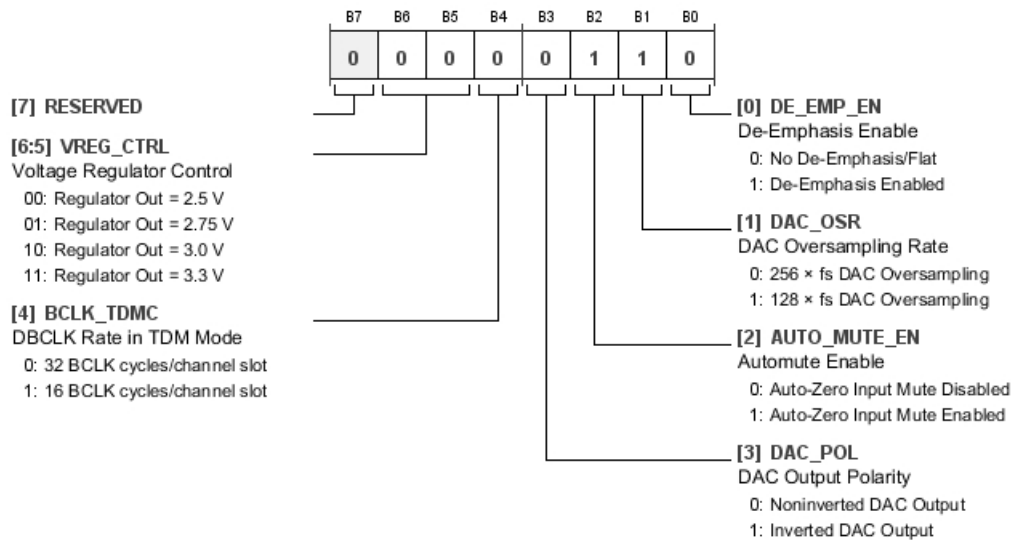 B7 B6 B5 B4 B3 B2 B1 B0
0 0 0 0 0 1 1 0
[7] RESERVED
[6:5] VREG_CTRL
Voltage Regulator Control
00: Regulator Out = 2.5 V
01: Regulator Out = 2.75 V
10: Regulator Out = 3.0 V
11: Regulator Out = 3.3 V
[4] BCLK_TDMC
DBCLK Rate in TDM Mode
0: 32 BCLK cycles/channel slot
1: 16 BCLK cycles/channel slot
[0] DE_EMP_EN
De-Emphasis Enable
0: No De-Emphasis/Flat
1: De-Emphasis Enabled
[1] DAC_OSR
DAC Oversampling Rate
0: 256 × fs DAC Oversampling
1: 128 × fs DAC Oversampling
[2] AUTO_MUTE_EN
Automute Enable
0: Auto-Zero Input Mute Disabled
1: Auto-Zero Input Mute Enabled
[3] DAC_POL
DAC Output Polarity
0: Noninverted DAC Output
1: Inverted DAC Output